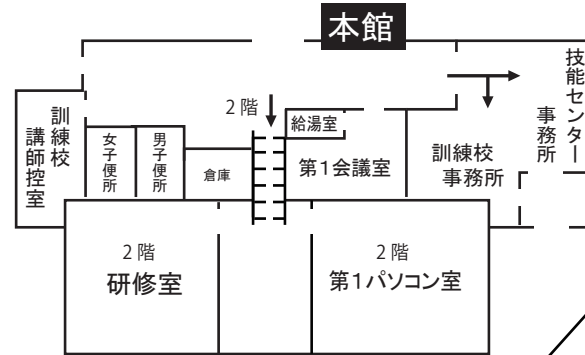 本館
技能センター
事務所
2階
給湯室
訓練校
講師控室
女子便所
男子便所
倉庫
第1会議室
訓練校
事務所
2階
研修室
2階
第1パソコン室